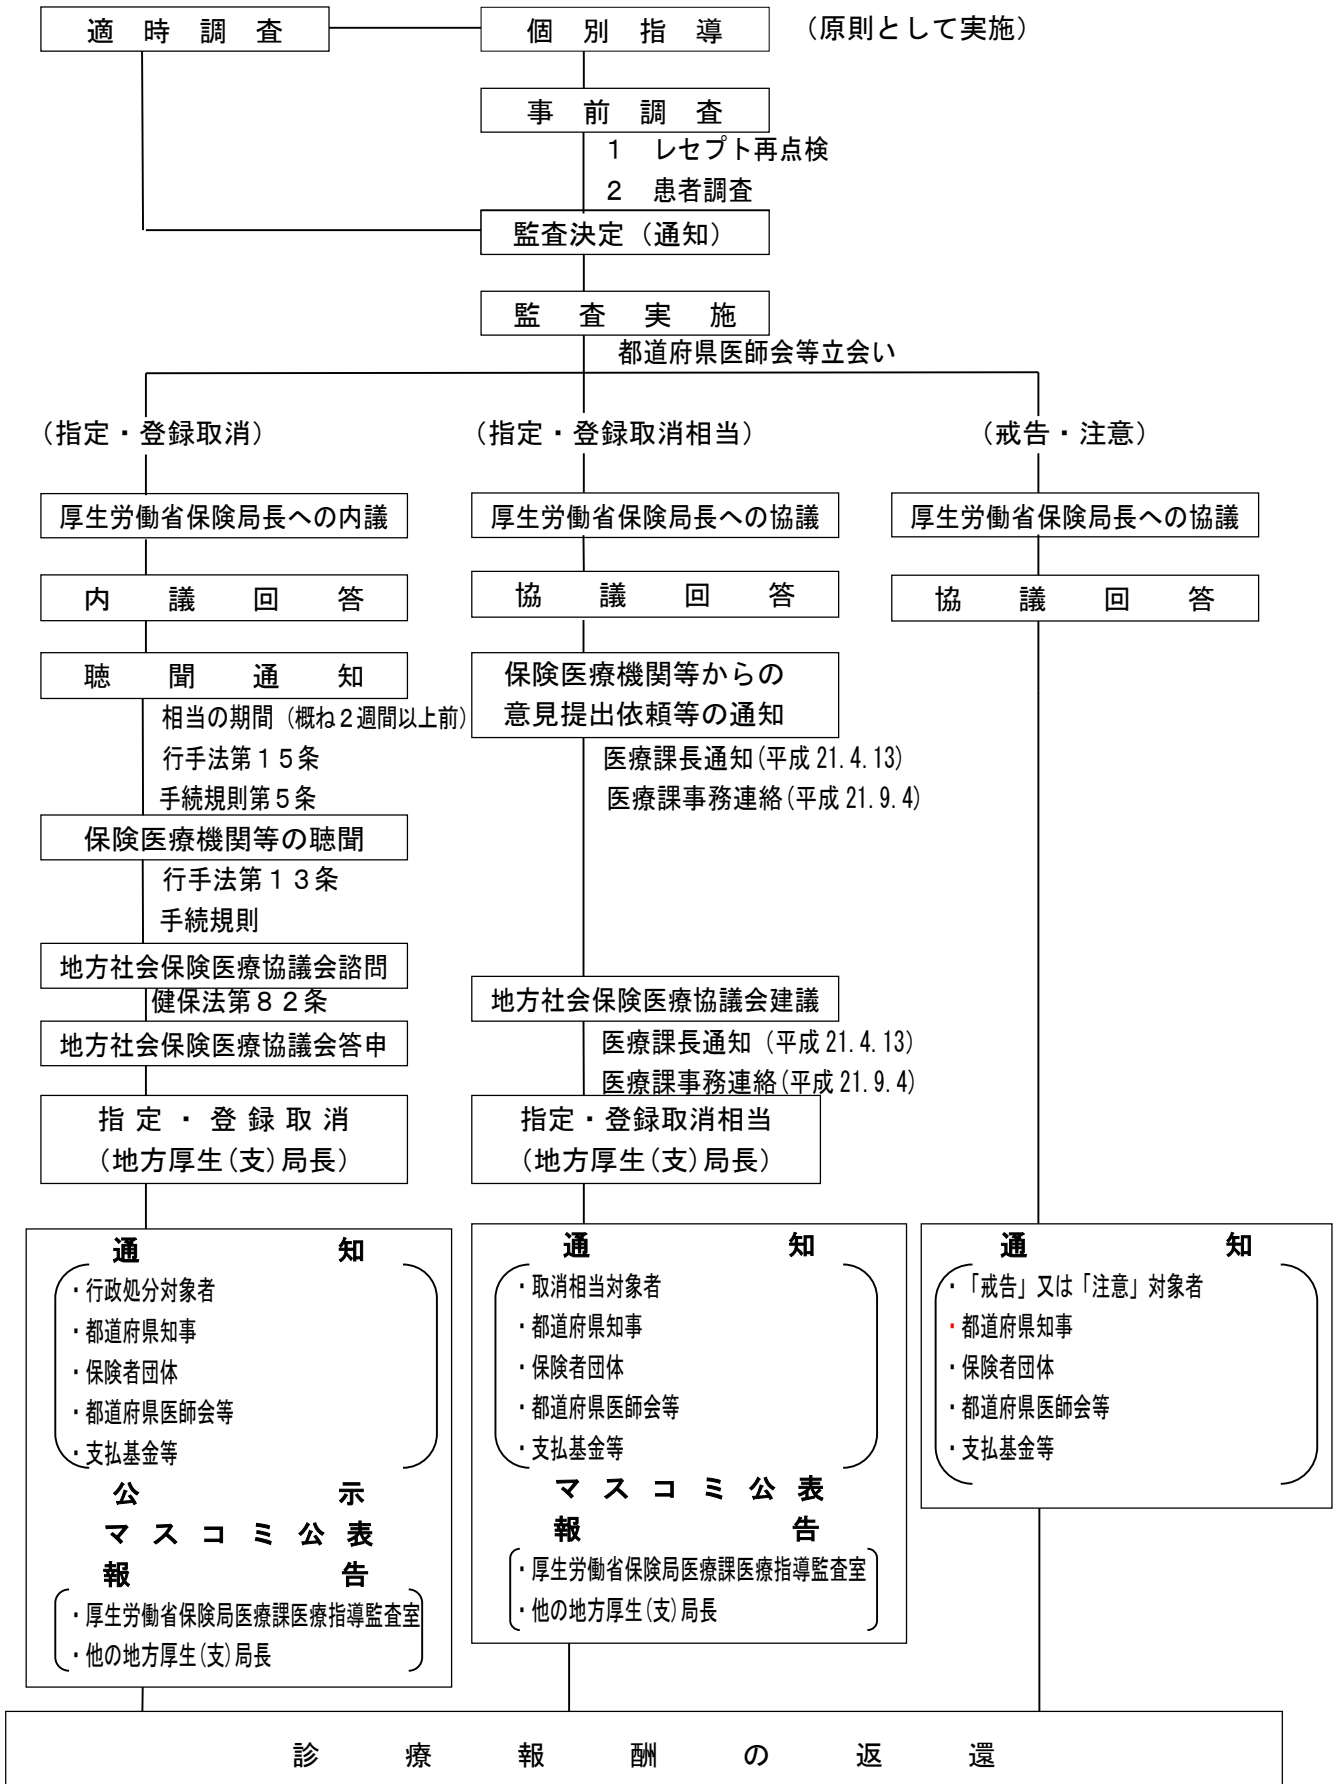 適時調査
個別指導
（原則として実施）
事前調査
１　レセプト再点検
２　患者調査
監査決定（通知）
監査実施
都道府県医師会等立会い
（指定・登録取消）
厚生労働省保険局長への内議
内議回答
聴聞通知
相当の期間（概ね２週間以上前）
行手法第１５条
手続規則第５条
保険医療機関等の聴聞
行手法第１３条
手続規則
地方社会保険医療協議会諮問
健保法第８２条
地方社会保険医療協議会答申
指定・登録取消
（地方厚生（支）局長）
通知
・行政処分対象者
・都道府県知事
・保険者団体
・都道府県医師会等
・支払基金等
公示
マスコミ公表
報告
・厚生労働省保険局医療課医療指導監査室
・他の地方厚生（支）局長
（指定・登録取消相当）
厚生労働省保険局長への協議
協議回答
保険医療機関等からの
意見提出依頼等の通知
医療課長通知（平成21.4.13）
医療課事務連絡（平成21.9.4）
地方社会保険医療協議会建議
医療課長通知（平成21.4.13）
医療課事務連絡（平成21.9.4）
指定・登録取消相当
（地方厚生（支）局長）
通知
・取消相当対象者
・都道府県知事
・保険者団体
・都道府県医師会等
・支払基金等
マスコミ公表
報告
・厚生労働省保険局医療課医療指導監査室
・他の地方厚生（支）局長
（戒告・注意）
厚生労働省保険局長への協議
協議回答
通知
・「戒告」又は「注意」対象者
・都道府県知事
・保険者団体
・都道府県医師会等
・支払基金等
診療報酬の返還